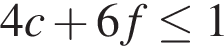 4c + 6f ≤ 1